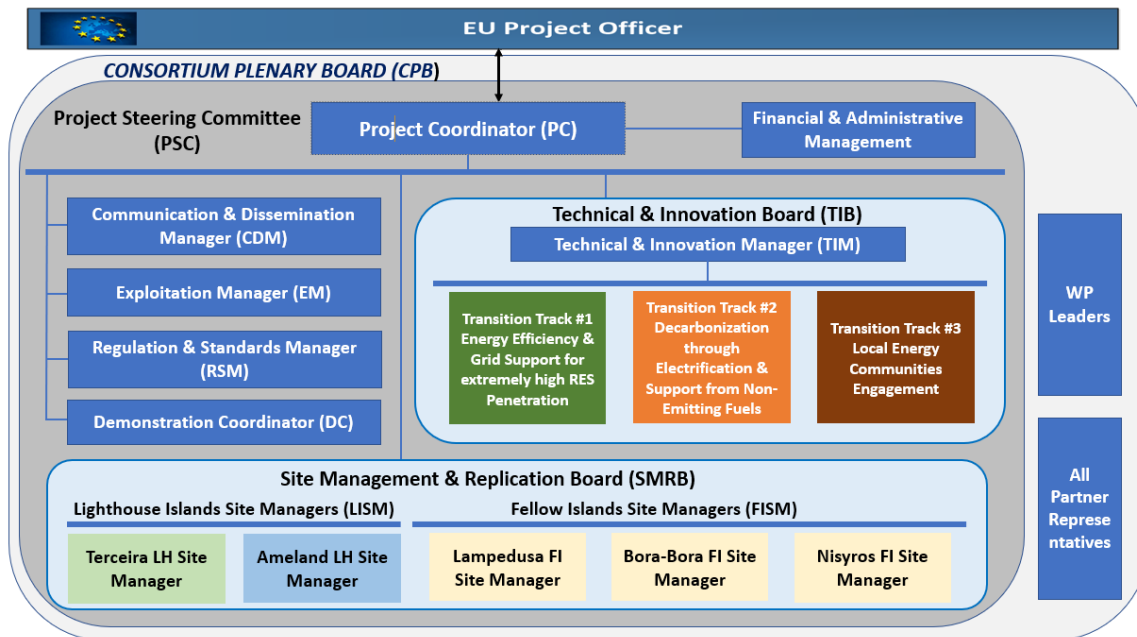 EU Project Officer
CONSORTIUM PLENARY BOARD (CPB)
Project Steering Committee
(PSC)
Project Coordinator (PC)
Financial & Administrative
Management
Communication & Dissemination
Manager (CDM)
Exploitation Manager (EM)
Regulation & Standards Manager
(RSM)
Demonstration Coordinator (DC)
Technical & Innovation Board (TIB)
Technical & Innovation Manager (TIM)
Transition Track #1
Energy Efficiency &
Grid Support for
extremely high RES
Penetration
Transition Track #2
Decarbonization
through
Electrification &
Support from Non-
Emitting Fuels
Transition Track #3
Local Energy
Communities
Engagement
WP
Leaders
All
Partner
Represe
ntatives
Site Management & Replication Board (SMRB)
Lighthouse Islands Site Managers (LISM)
Fellow Islands Site Managers (FISM)
Terceira LH Site
Manager
Ameland LH Site
Manager
Lampedusa FI
Site Manager
Bora-Bora FI Site
Manager
Nisyros FI Site
Manager